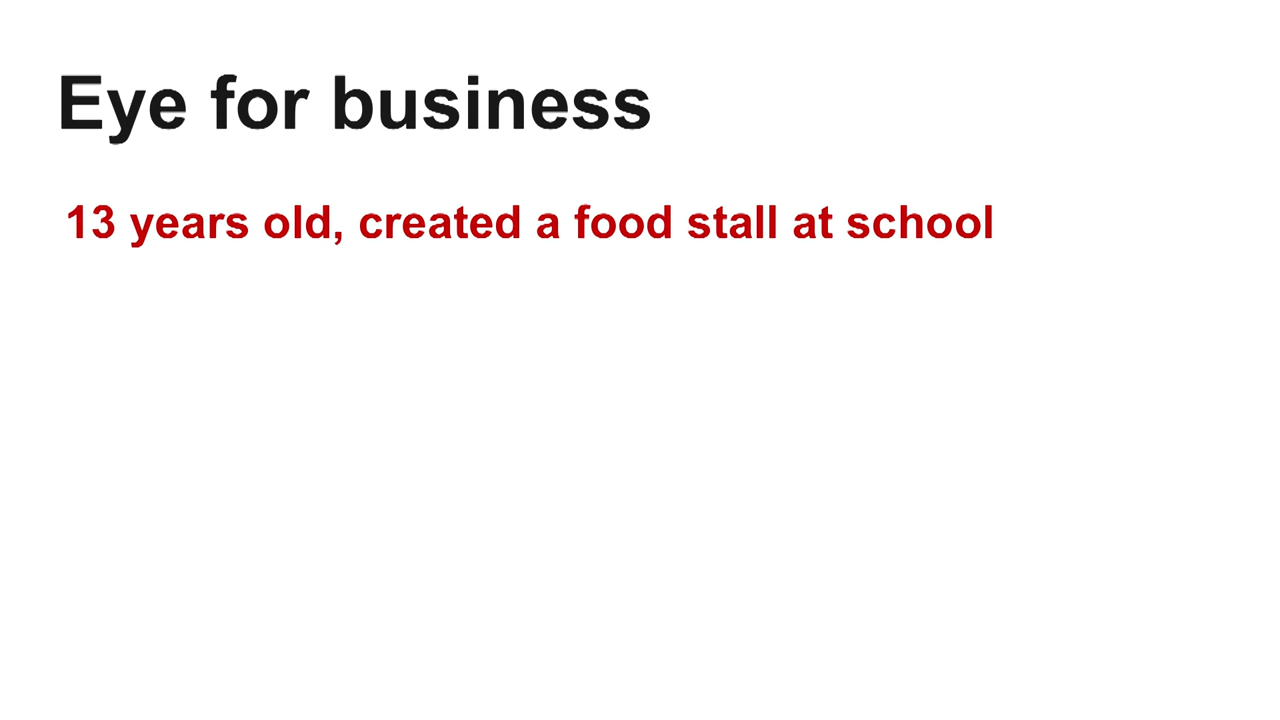 Eye for business
13 years old, created a food stall at school